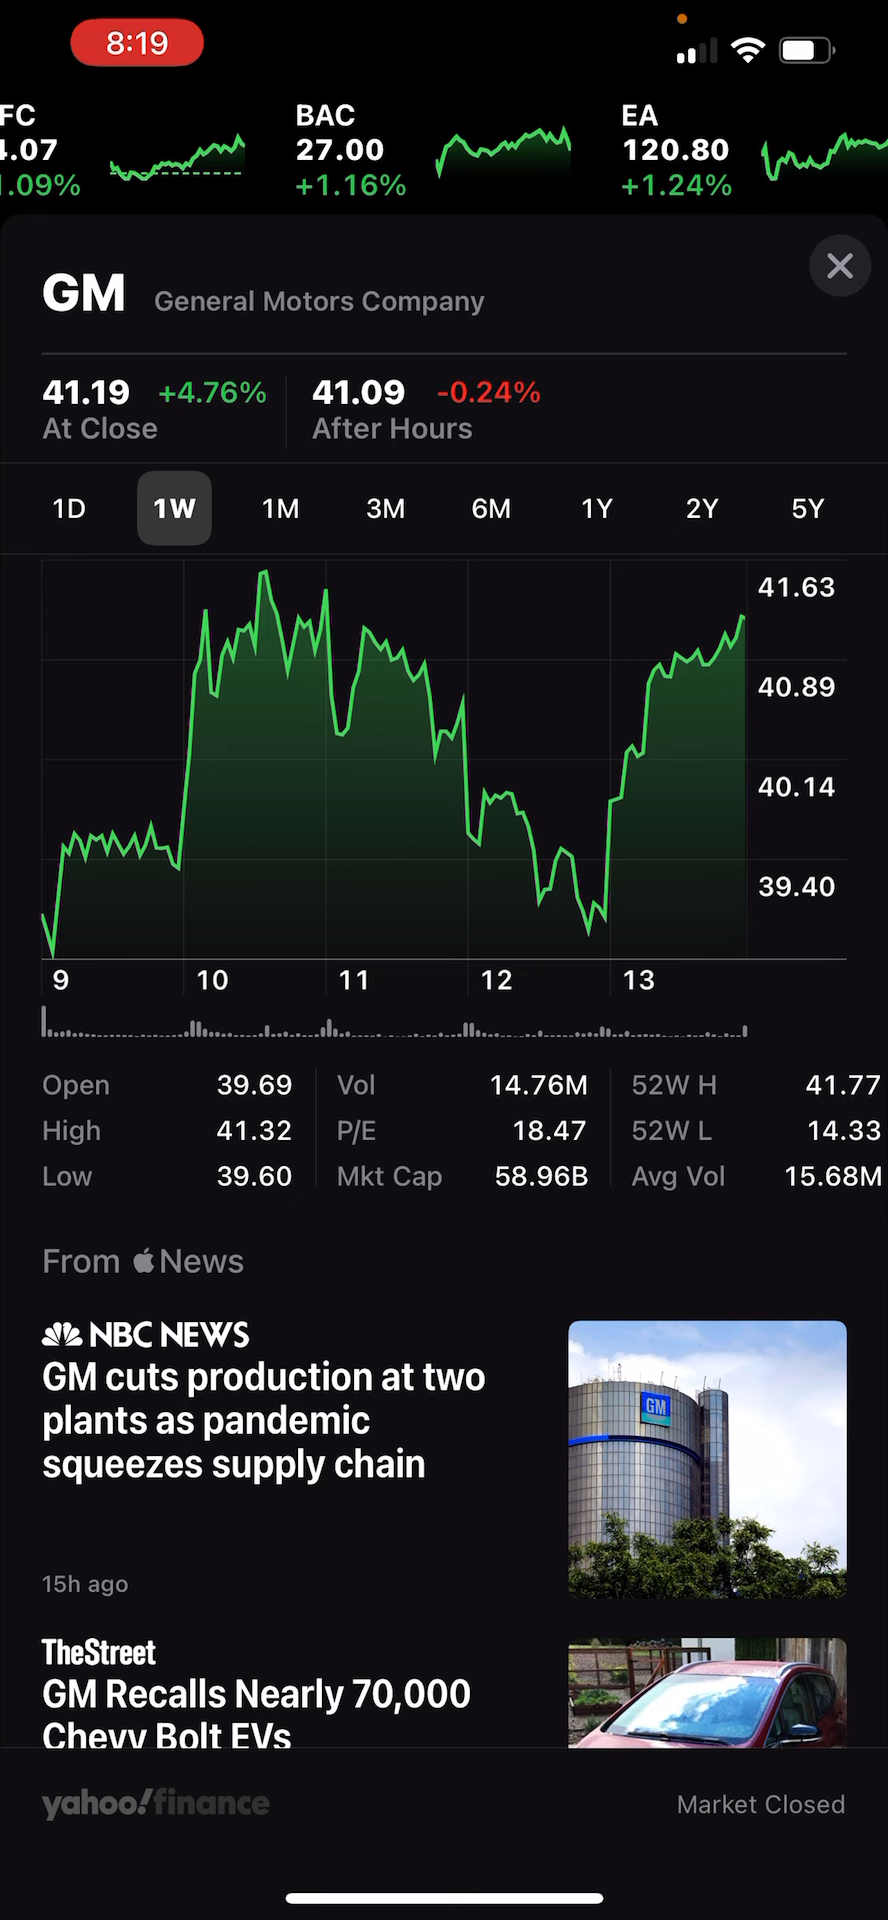 8:19
FC BAC EA
4.07 27.00 120.80
1.09% +1.16% +1.24%
GM General Motors Company
41.19 +4.76% 41.09 -0.24%
At Close After Hours
1D 1W 1M 3M 6M 1Y 2Y 5Y
41.63
40.89
40.14
39.40
9 10 11 12 13
Open 39.69 Vol 14.76M 52W H 41.77
High 41.32 P/E 18.47 52W L 14.33
Low 39.60 Mkt Cap 58.96B Avg Vol 15.68M
From News
NBC NEWS
GM cuts production at two
plants as pandemic
squeezes supply chain
GM
15h ago
TheStreet
GM Recalls Nearly 70,000
Chevy Bolt EVs
yahoo!finance Market Closed